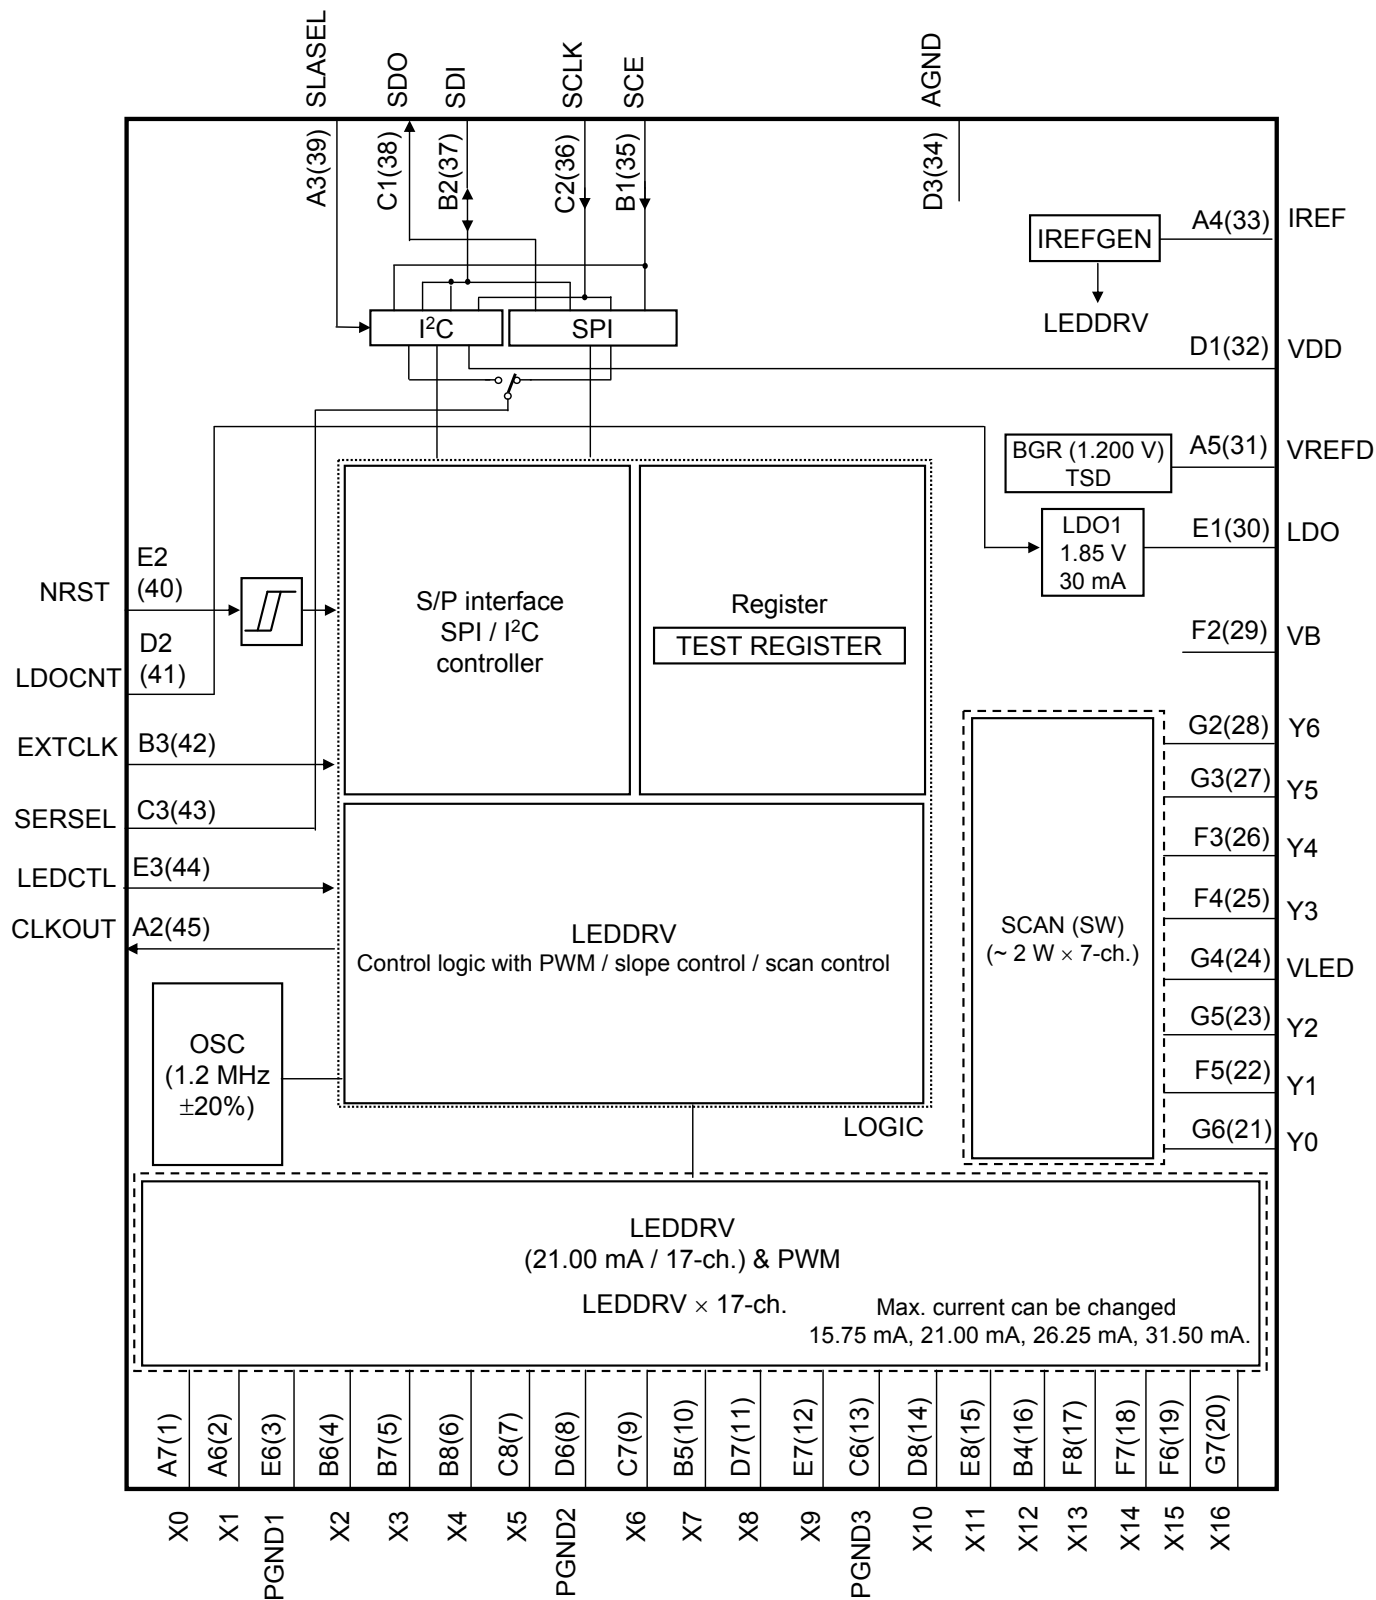 SLASEL
SDO
SDI
SCLK
SCE
AGND
A3(39)
C1(38)
B2(37)
C2(36)
B1(35)
D3(34)
IREFGEN
A4(33)
IREF
LEDDRV
I²C
SPI
D1(32)
VDD
BGR (1.200 V)
TSD
A5(31)
VREFD
LDO1
1.85 V
30 mA
E1(30)
LDO
F2(29)
VB
NRST
E2
(40)
LDOCNT
D2
(41)
EXTCLK
B3(42)
SERSEL
C3(43)
LEDCTL
E3(44)
CLKOUT
A2(45)
S/P interface
SPI / I²C
controller
Register
TEST REGISTER
LEDDRV
Control logic with PWM / slope control / scan control
LOGIC
OSC
(1.2 MHz
±20%)
SCAN (SW)
(~ 2 W × 7-ch.)
G2(28)
Y6
G3(27)
Y5
F3(26)
Y4
F4(25)
Y3
G4(24)
VLED
G5(23)
Y2
F5(22)
Y1
G6(21)
Y0
LEDDRV
(21.00 mA / 17-ch.) & PWM
LEDDRV × 17-ch.
Max. current can be changed
15.75 mA, 21.00 mA, 26.25 mA, 31.50 mA.
A7(1)
A6(2)
E6(3)
B6(4)
B7(5)
B8(6)
C8(7)
D6(8)
C7(9)
B5(10)
D7(11)
E7(12)
C6(13)
D8(14)
E8(15)
B4(16)
F8(17)
F7(18)
F6(19)
G7(20)
X0
X1
PGND1
X2
X3
X4
X5
PGND2
X6
X7
X8
X9
PGND3
X10
X11
X12
X13
X14
X15
X16